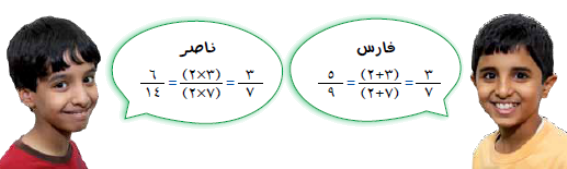 فارس
٣/٧ = (٣+٢)/(٧+٢) = ٥/٩
ناصر
٣/٧ = (٣×٢)/(٧×٢) = ٦/١٤